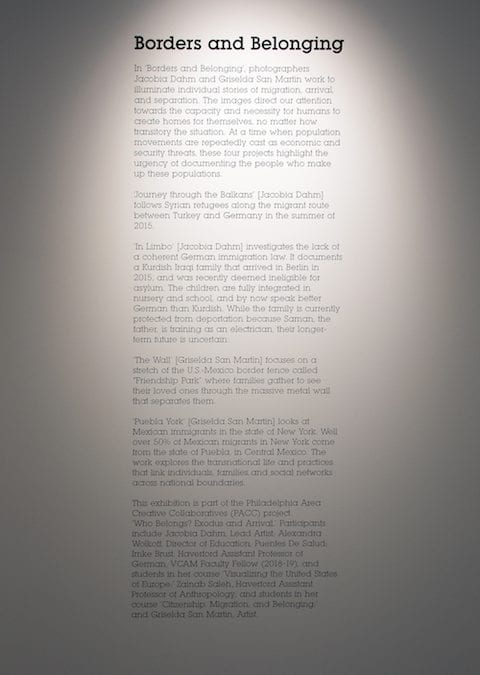 Borders and Belonging
In 'Borders and Belonging', photographers
Jacobia Dahm and Griselda San Martin work to
illuminate individual stories of migration, arrival,
and separation. The images direct our attention
towards the capacity and necessity for humans to
create homes for themselves, no matter how
transitory the situation. At a time when population
movements are repeatedly cast as economic and
security threats, these four projects highlight the
urgency of documenting the people who make
up these populations.
'Journey through the Balkans' [Jacobia Dahm]
follows Syrian refugees along the migrant route
between Turkey and Germany in the summer of
2015.
'In Limbo' [Jacobia Dahm] investigates the lack of
a coherent German immigration law. It documents
a Kurdish Iraqi family that arrived in Berlin in
2015, and was recently deemed ineligible for
asylum. The children are fully integrated in
nursery and school, and by now speak better
German than Kurdish. While the family is currently
protected from deportation because Saman, the
father, is training as an electrician, their longer-
term future is uncertain.
'The Wall' [Griselda San Martin] focuses on a
stretch of the U.S.-Mexico border fence called
"Friendship Park" where families gather to see
their loved ones through the massive metal wall
that separates them.
'Puebla York' [Griselda San Martin] looks at
Mexican immigrants in the state of New York. Well
over 50% of Mexican migrants in New York come
from the state of Puebla, in Central Mexico. The
work explores the transnational life and practices
that link individuals, families and social networks
across national boundaries.
This exhibition is part of the Philadelphia Area
Creative Collaboratives (PACC) project
'Who Belongs? Exodus and Arrival.' Participants
include Jacobia Dahm, Lead Artist; Alexandra
Wolkoff, Director of Education, Puentes De Salud;
Imke Brust, Haverford Assistant Professor of
German, VCAM Faculty Fellow (2018-19), and
students in her course 'Visualizing the United States
of Europe;' Zainab Saleh, Haverford Assistant
Professor of Anthropology, and students in her
course 'Citizenship, Migration, and Belonging;'
and Griselda San Martin, Artist.